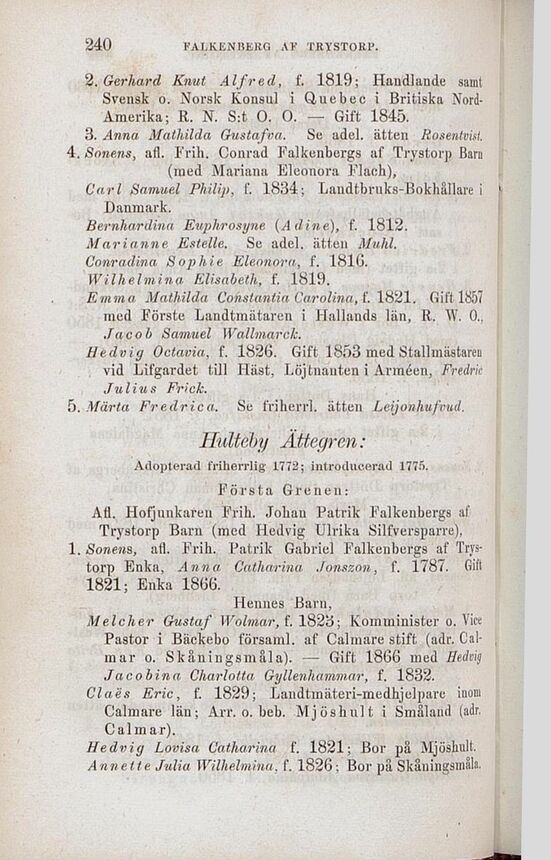 240 FALKENBERG AF TRYSTORP.
2. Gerhard Knut Alfred, f. 1819; Handlande samt
Svensk o. Norsk Konsul i Quebec i Britiska Nord-
Amerika; R. N. S:t O. O. — Gift 1845.
3. Anna Mathilda Gustafva. Se adel. ätten Rosentvist.
4. Sonens, afl. Frih. Conrad Falkenbergs af Trystorp Barn
(med Mariana Eleonora Flach),
Carl Samuel Philip, f. 1834; Landtbruks-Bokhållare i
Danmark.
Bernhardina Euphrosyne (Adine), f. 1812.
Marianne Estelle. Se adel. ätten Muhl.
Conradina Sophie Eleonora, f. 1816.
Wilhelmina Elisabeth, f. 1819.
Emma Mathilda Constantia Carolina, f. 1821. Gift 1857
med Förste Landtmätaren i Hallands län, R. W. O.,
Jacob Samuel Wallmarck.
Hedvig Octavia, f. 1826. Gift 1853 med Stallmästaren
vid Lifgardet till Häst, Löjtnanten i Arméen, Fredric
Julius Frick.
5. Märta Fredrica. Se friherrl. ätten Leijonhufvud.
Hulteby Ättegren:
Adopterad friherrlig 1772; introducerad 1775.
Första Grenen:
Afl. Hofjunkaren Frih. Johan Patrik Falkenbergs af
Trystorp Barn (med Hedvig Ulrika Silfversparre),
1. Sonens, afl. Frih. Patrik Gabriel Falkenbergs af Trys-
torp Enka, Anna Catharina Jonszon, f. 1787. Gift
1821; Enka 1866.
Hennes Barn,
Melcher Gustaf Wolmar, f. 1823; Komminister o. Vice
Pastor i Bäckebo församl. af Calmare stift (adr. Cal-
mar o. Skåningsmåla). — Gift 1866 med Hedvig
Jacobina Charlotta Gyllenhammar, f. 1832.
Claës Eric, f. 1829; Landtmäteri-medhjelpare inom
Calmare län; Arr. o. beb. Mjöshult i Småland (adr.
Calmar).
Hedvig Lovisa Catharina f. 1821; Bor på Mjöshult.
Annette Julia Wilhelmina, f. 1826; Bor på Skåningsmåla.